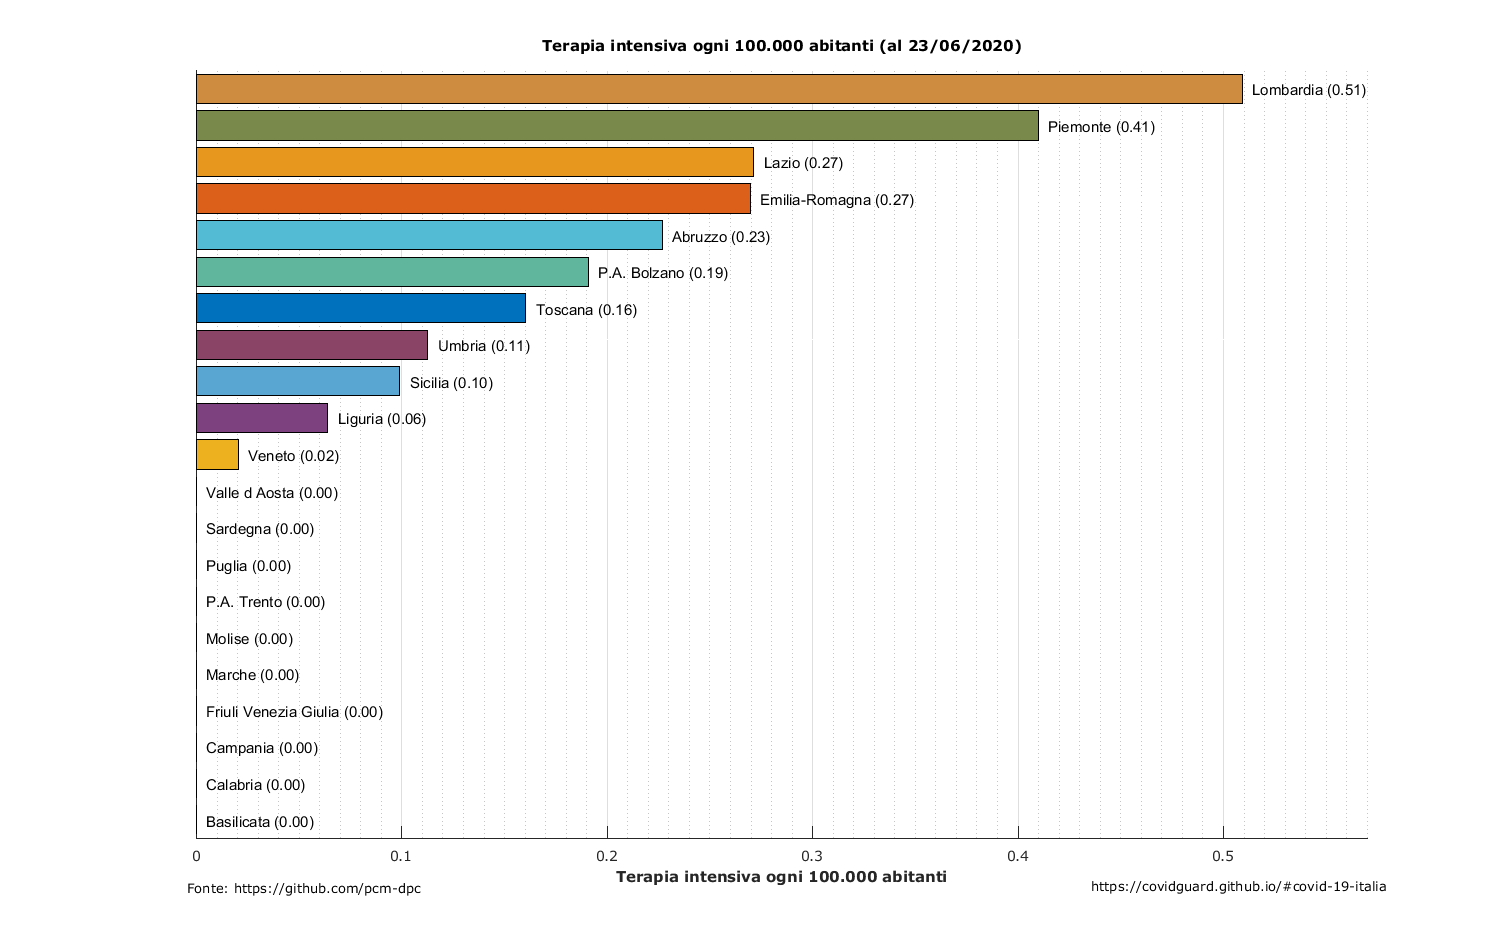 Terapia intensiva ogni 100.000 abitanti (al 23/06/2020)
Lombardia (0.51)
Piemonte (0.41)
Lazio (0.27)
Emilia-Romagna (0.27)
Abruzzo (0.23)
P.A. Bolzano (0.19)
Toscana (0.16)
Umbria (0.11)
Sicilia (0.10)
Liguria (0.06)
Veneto (0.02)
Valle d Aosta (0.00)
Sardegna (0.00)
Puglia (0.00)
P.A. Trento (0.00)
Molise (0.00)
Marche (0.00)
Friuli Venezia Giulia (0.00)
Campania (0.00)
Calabria (0.00)
Basilicata (0.00)
0 0.1 0.2 0.3 0.4 0.5
Terapia intensiva ogni 100.000 abitanti
Fonte: https://github.com/pcm-dpc
https://covidguard.github.io/#covid-19-italia